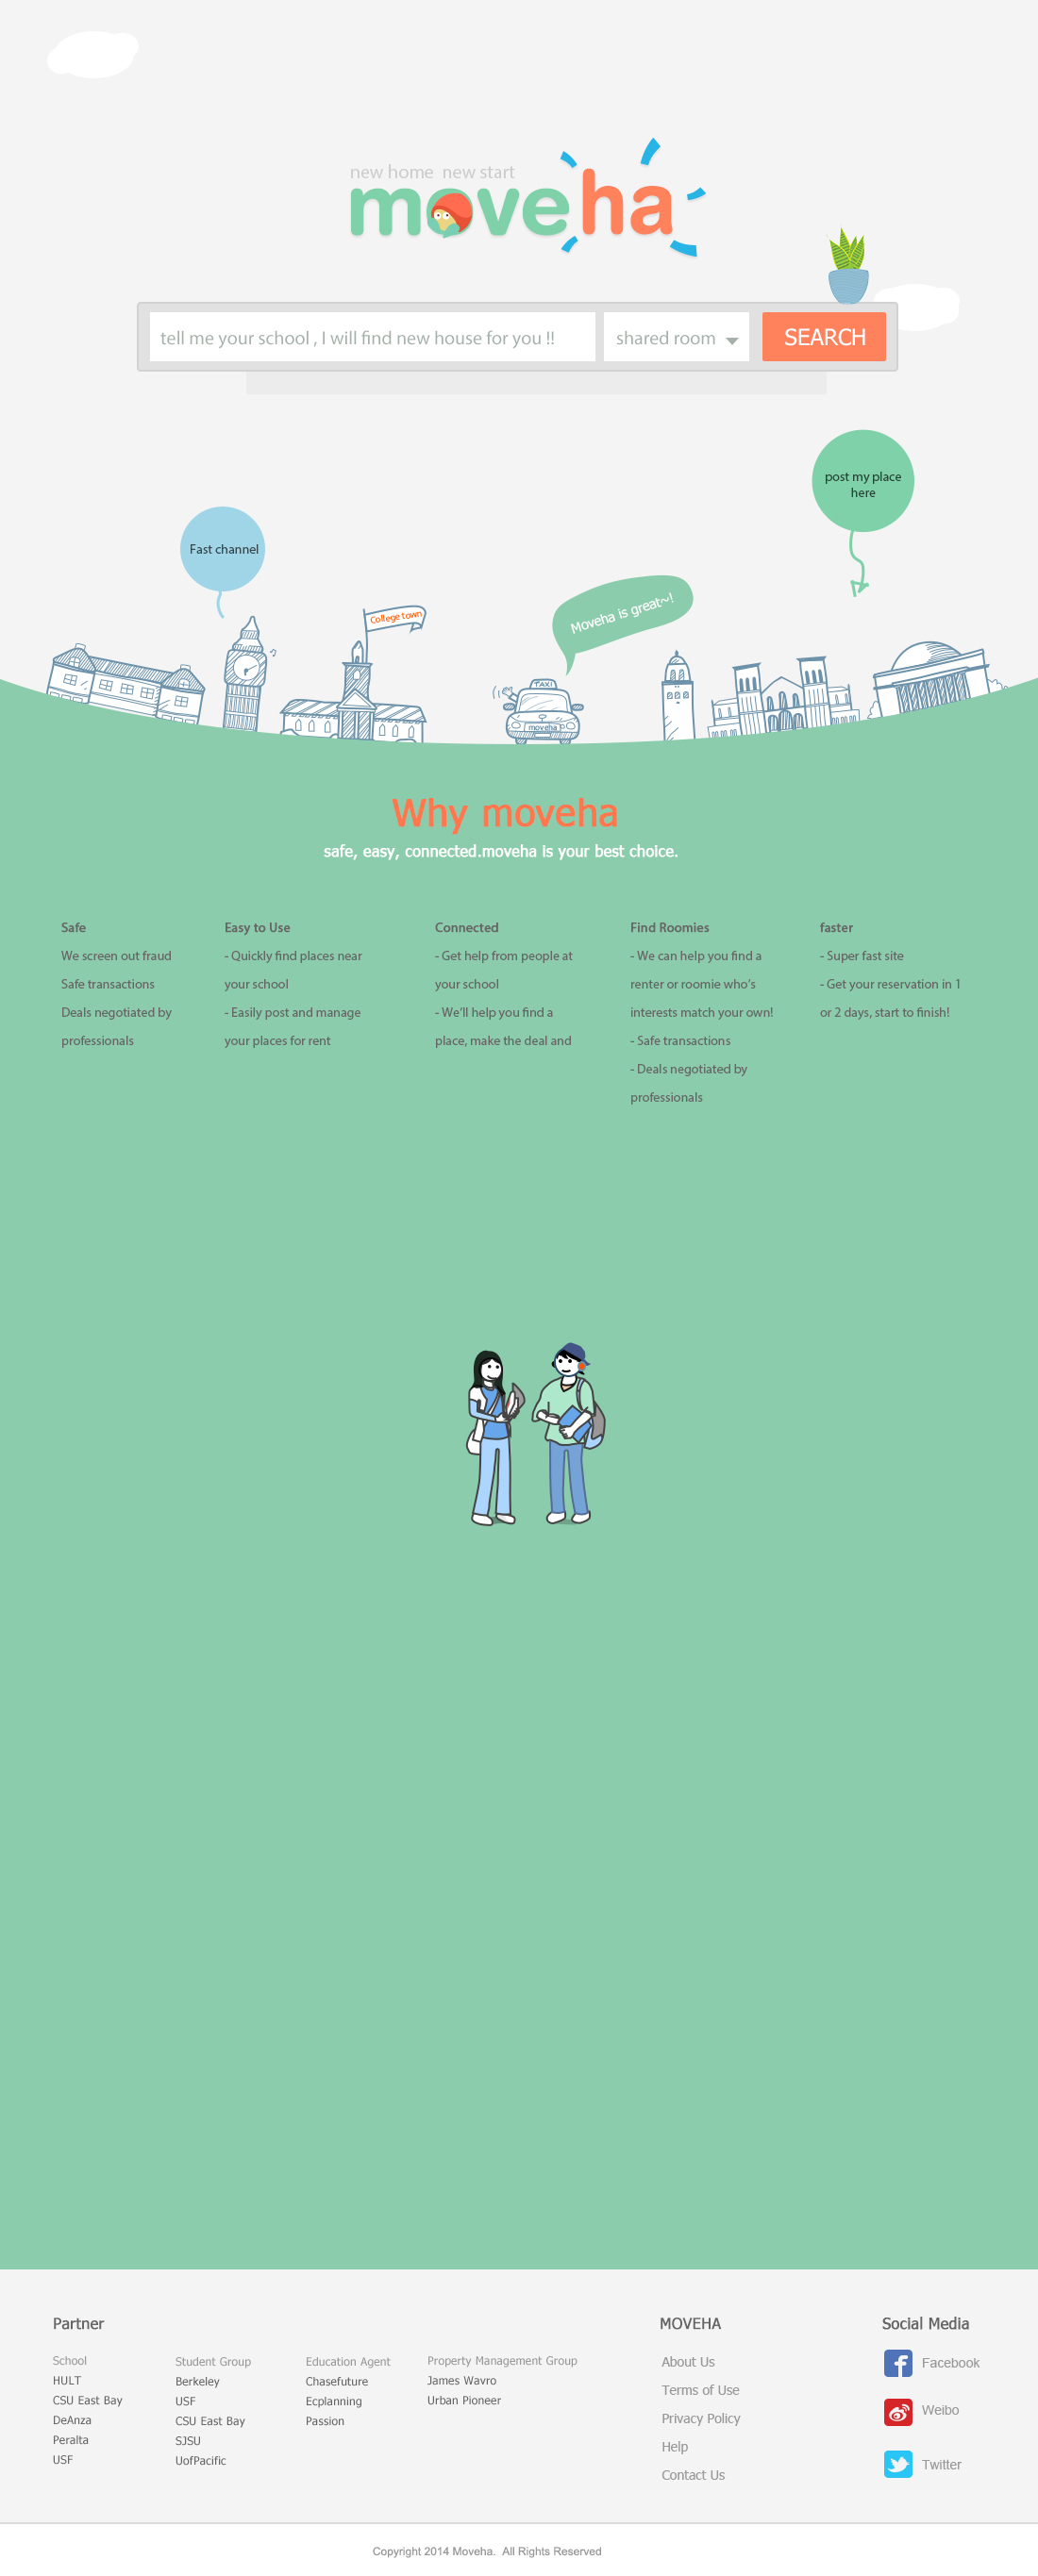 new home new start
moveha
tell me your school , I will find new house for you !!
shared room
SEARCH
post my place
here
Fast channel
College town
Moveha is great~!
TAXI
moveha
Why moveha
safe, easy, connected.moveha is your best choice.
Safe
We screen out fraud
Safe transactions
Deals negotiated by
professionals
Easy to Use
- Quickly find places near
your school
- Easily post and manage
your places for rent
Connected
- Get help from people at
your school
- We'll help you find a
place, make the deal and
Find Roomies
- We can help you find a
renter or roomie who's
interests match your own!
- Safe transactions
- Deals negotiated by
professionals
faster
- Super fast site
- Get your reservation in 1
or 2 days, start to finish!
Partner
School
HULT
CSU East Bay
DeAnza
Peralta
USF
Student Group
Berkeley
USF
CSU East Bay
SJSU
UofPacific
Education Agent
Chasefuture
Ecplanning
Passion
Property Management Group
James Wavro
Urban Pioneer
MOVEHA
About Us
Terms of Use
Privacy Policy
Help
Contact Us
Social Media
Facebook
Weibo
Twitter
Copyright 2014 Moveha. All Rights Reserved